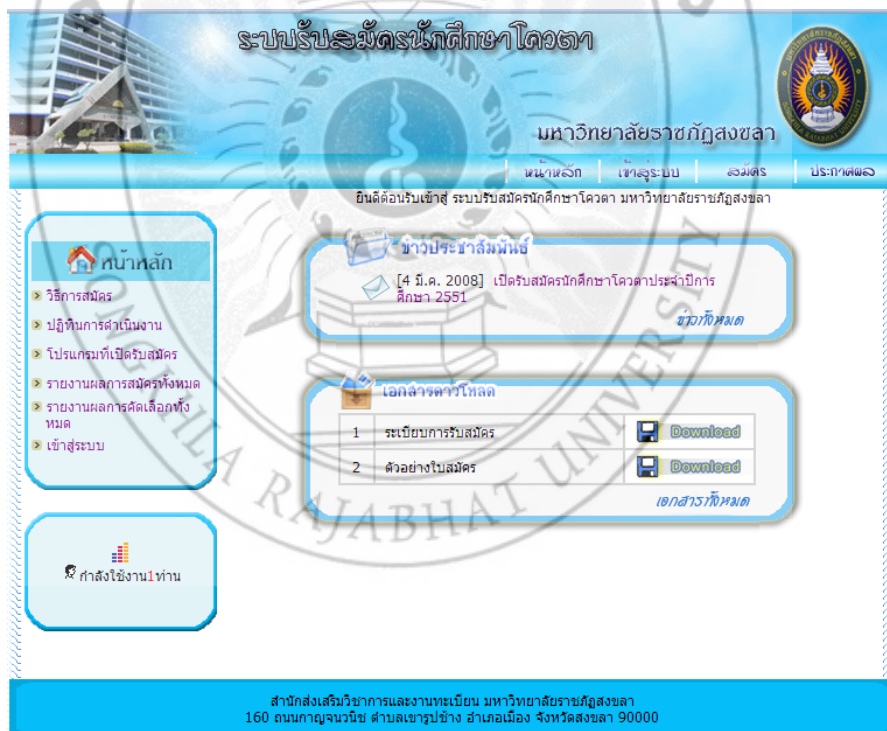 ระบบรับสมัครนักศึกษาโควตา
มหาวิทยาลัยราชภัฏสงขลา
หน้าหลัก เข้าสู่ระบบ สมัคร ประกาศผล
ยินดีต้อนรับเข้าสู่ ระบบรับสมัครนักศึกษาโควตา มหาวิทยาลัยราชภัฏสงขลา
หน้าหลัก
วิธีการสมัคร
ปฏิทินการดำเนินงาน
โปรแกรมที่เปิดรับสมัคร
รายงานผลการสมัครทั้งหมด
รายงานผลการคัดเลือกทั้ง
หมด
เข้าสู่ระบบ
กำลังใช้งาน1ท่าน
ข่าวประชาสัมพันธ์
[4 มี.ค. 2008] เปิดรับสมัครนักศึกษาโควตาประจำปีการ
ศึกษา 2551
ข่าวทั้งหมด
เอกสารดาวโหลด
1 ระเบียบการรับสมัคร Download
2 ตัวอย่างใบสมัคร Download
เอกสารทั้งหมด
SONGKHLA RAJABHAT UNIVERSITY
สำนักส่งเสริมวิชาการและงานทะเบียน มหาวิทยาลัยราชภัฏสงขลา
160 ถนนกาญจนวนิช ตำบลเขารูปช้าง อำเภอเมือง จังหวัดสงขลา 90000